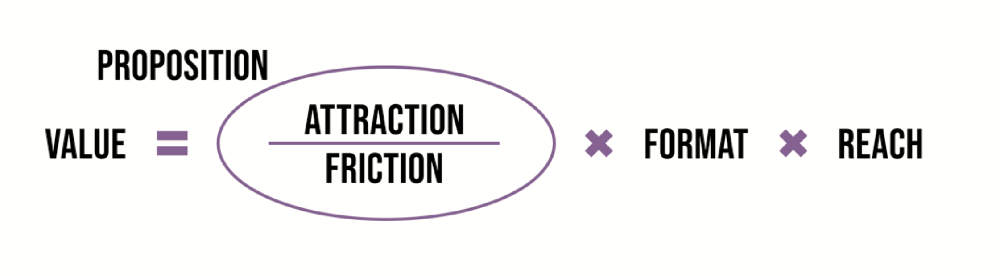 PROPOSITION
VALUE = ATTRACTION
FRICTION
× FORMAT × REACH